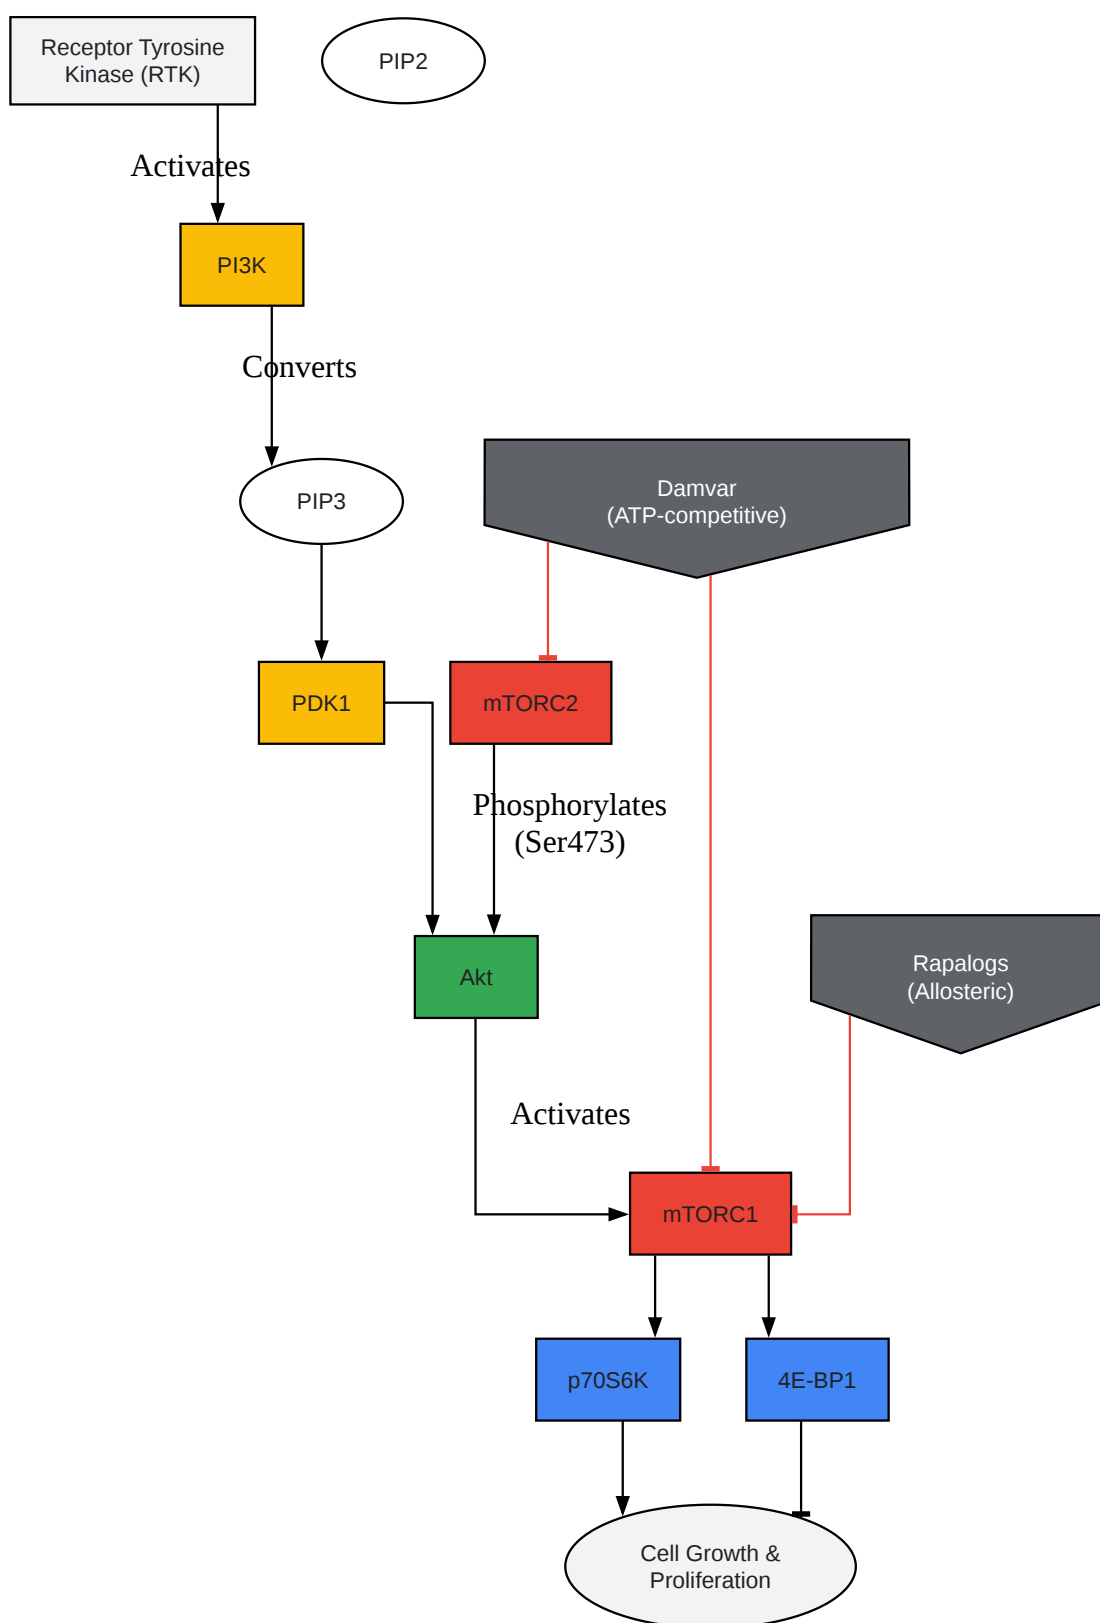 Receptor Tyrosine
Kinase (RTK)
PIP2
Activates
PI3K
Converts
PIP3
Damvar
(ATP-competitive)
PDK1
mTORC2
Phosphorylates
(Ser473)
Akt
Rapalogs
(Allosteric)
Activates
mTORC1
p70S6K
4E-BP1
Cell Growth &
Proliferation